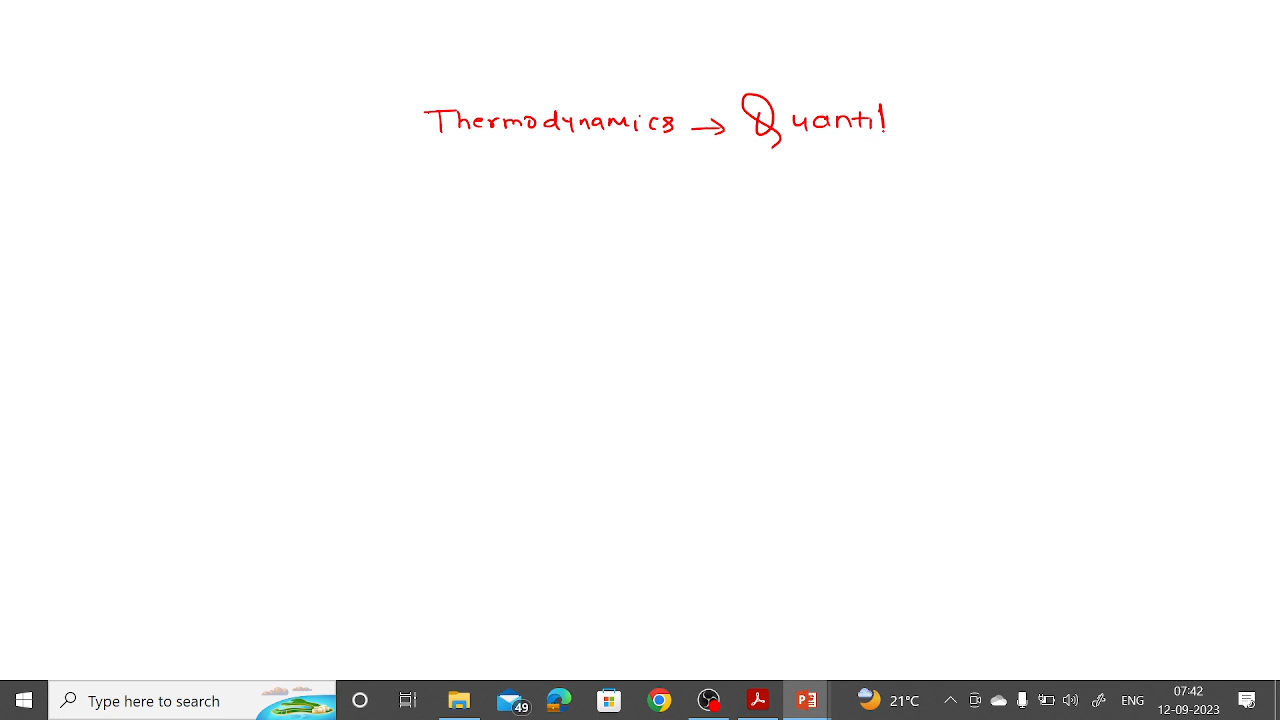 Thermodynamics → Quanti
Type here to search
49
21°C
ENG
07:42
12-09-2023